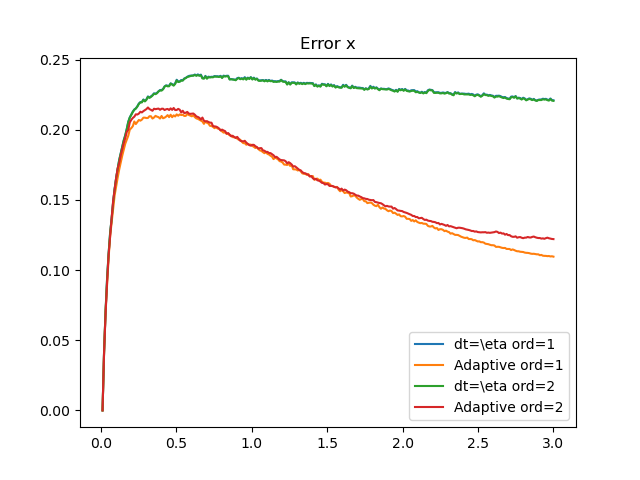 Error x
0.25
0.20
0.15
0.10
0.05
0.00
0.0 0.5 1.0 1.5 2.0 2.5 3.0
dt=\eta ord=1
Adaptive ord=1
dt=\eta ord=2
Adaptive ord=2